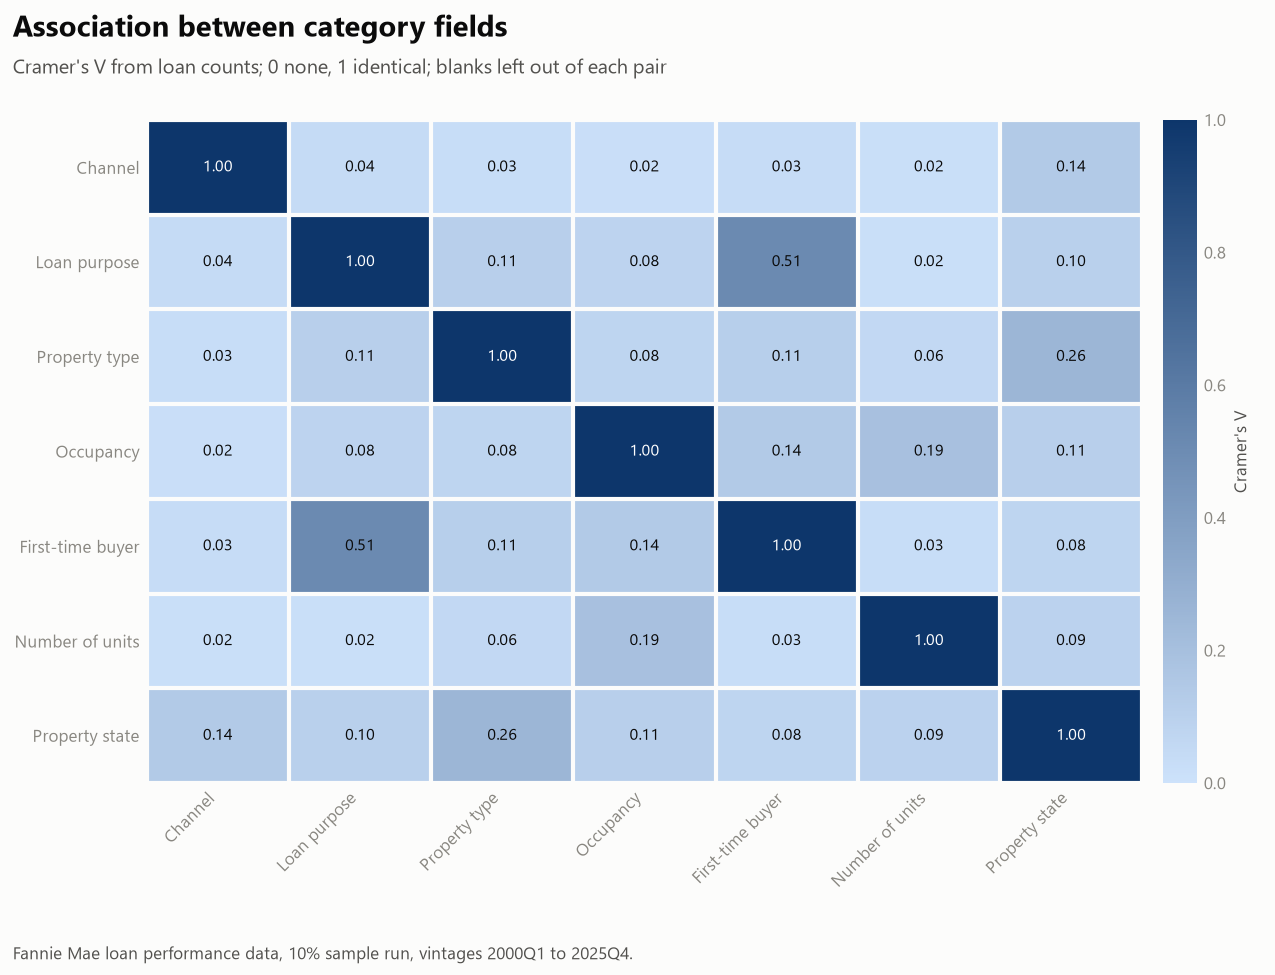 Association between category fields
Cramer's V from loan counts; 0 none, 1 identical; blanks left out of each pair
Channel 1.00 0.04 0.03 0.02 0.03 0.02 0.14
Loan purpose 0.04 1.00 0.11 0.08 0.51 0.02 0.10
Property type 0.03 0.11 1.00 0.08 0.11 0.06 0.26
Occupancy 0.02 0.08 0.08 1.00 0.14 0.19 0.11
First-time buyer 0.03 0.51 0.11 0.14 1.00 0.03 0.08
Number of units 0.02 0.02 0.06 0.19 0.03 1.00 0.09
Property state 0.14 0.10 0.26 0.11 0.08 0.09 1.00
Channel Loan purpose Property type Occupancy First-time buyer Number of units Property state
1.0
0.8
0.6
0.4
0.2
0.0
Cramer's V
Fannie Mae loan performance data, 10% sample run, vintages 2000Q1 to 2025Q4.